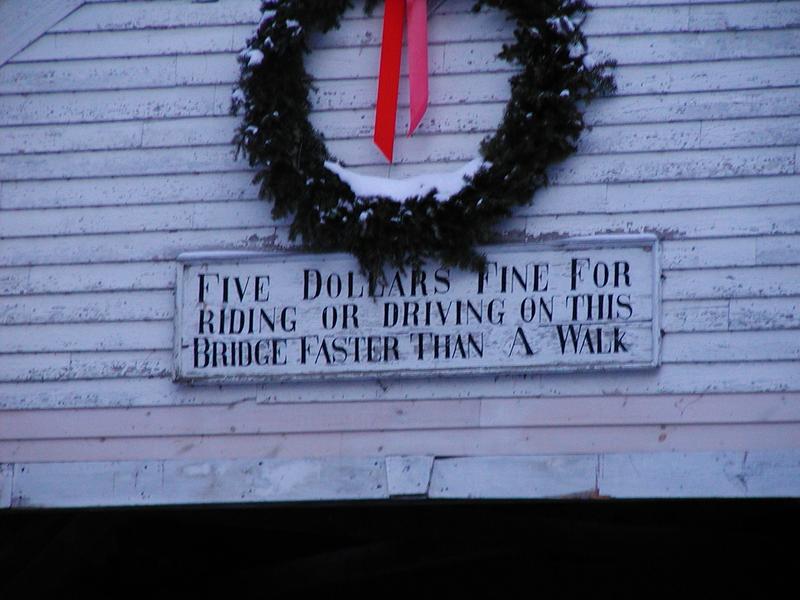 FIVE DOLLARS FINE FOR
RIDING OR DRIVING ON THIS
BRIDGE FASTER THAN A WALK